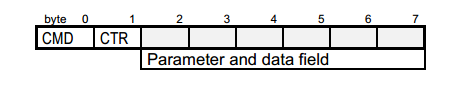 byte 0 1 2 3 4 5 6 7
CMD CTR
Parameter and data field